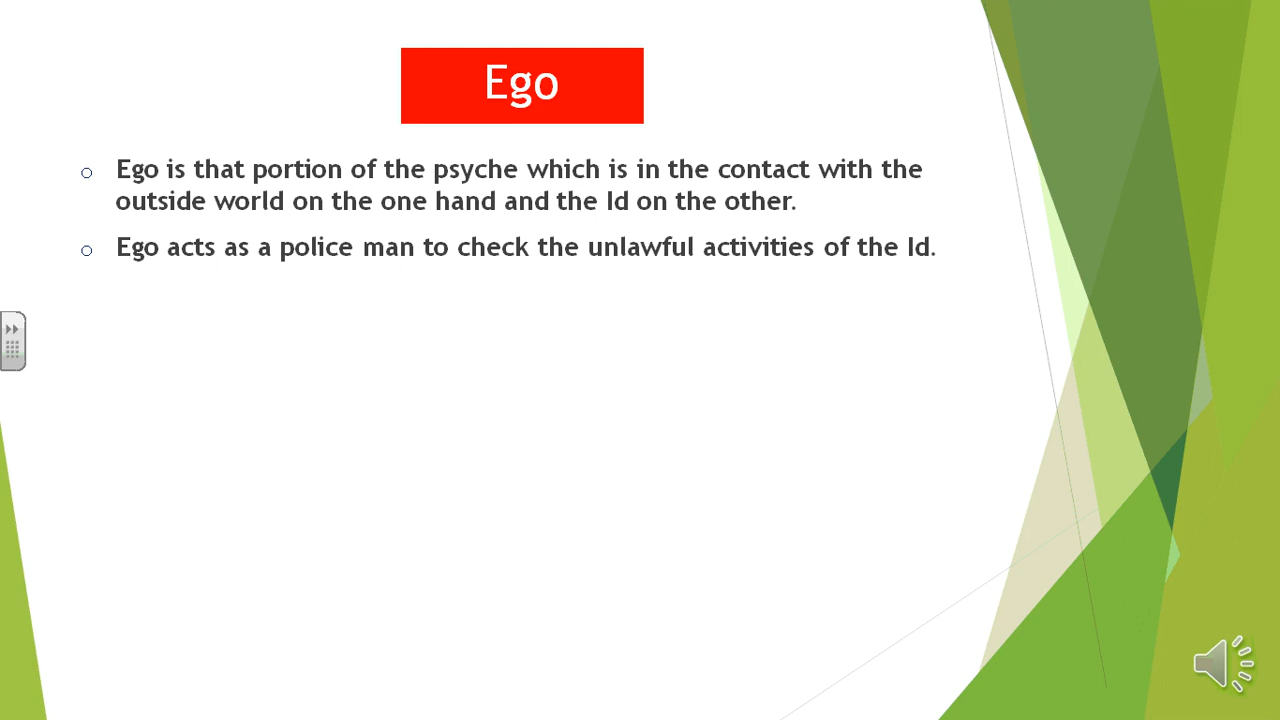 Ego
Ego is that portion of the psyche which is in the contact with the
outside world on the one hand and the Id on the other.
Ego acts as a police man to check the unlawful activities of the Id.